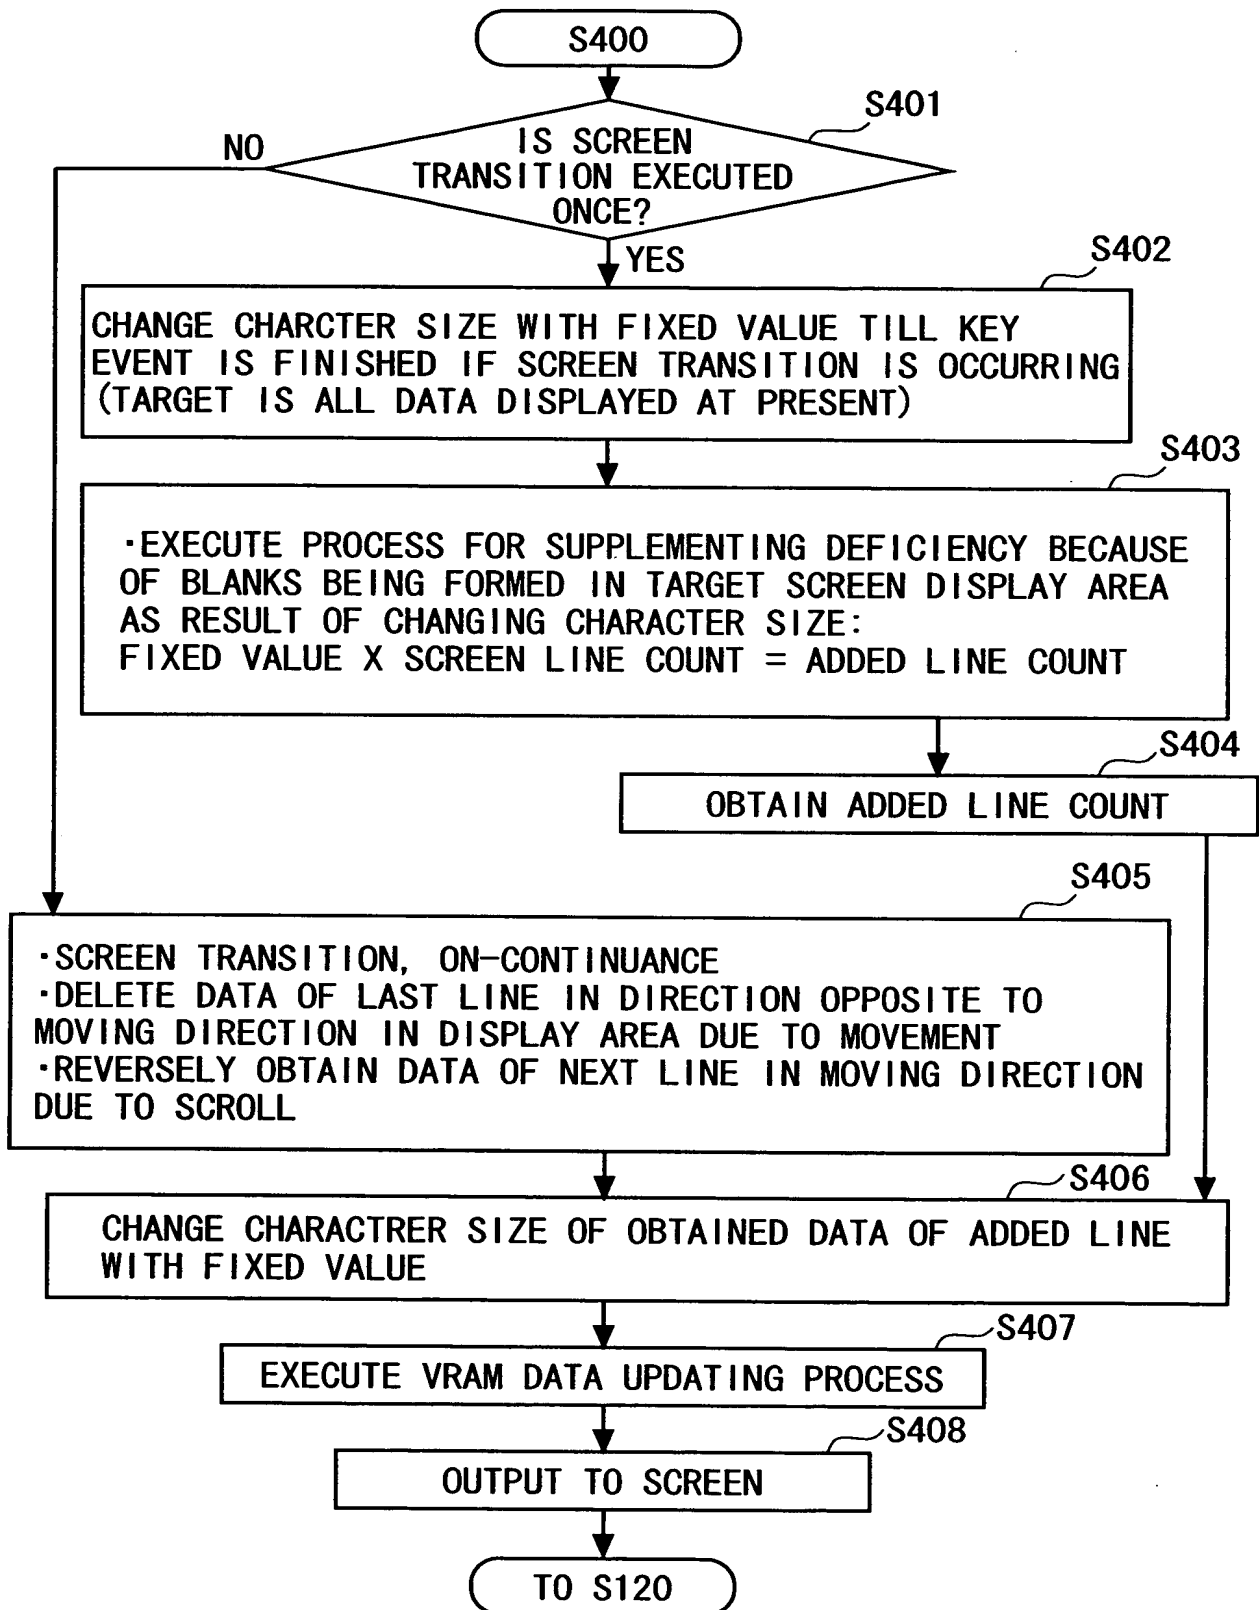 S400
S401
IS SCREEN
TRANSITION EXECUTED
ONCE?
NO
YES
S402
CHANGE CHARCTER SIZE WITH FIXED VALUE TILL KEY
EVENT IS FINISHED IF SCREEN TRANSITION IS OCCURRING
(TARGET IS ALL DATA DISPLAYED AT PRESENT)
S403
·EXECUTE PROCESS FOR SUPPLEMENTING DEFICIENCY BECAUSE
OF BLANKS BEING FORMED IN TARGET SCREEN DISPLAY AREA
AS RESULT OF CHANGING CHARACTER SIZE:
FIXED VALUE X SCREEN LINE COUNT = ADDED LINE COUNT
S404
OBTAIN ADDED LINE COUNT
S405
·SCREEN TRANSITION, ON-CONTINUANCE
·DELETE DATA OF LAST LINE IN DIRECTION OPPOSITE TO
MOVING DIRECTION IN DISPLAY AREA DUE TO MOVEMENT
·REVERSELY OBTAIN DATA OF NEXT LINE IN MOVING DIRECTION
DUE TO SCROLL
S406
CHANGE CHARACTRER SIZE OF OBTAINED DATA OF ADDED LINE
WITH FIXED VALUE
S407
EXECUTE VRAM DATA UPDATING PROCESS
S408
OUTPUT TO SCREEN
TO S120